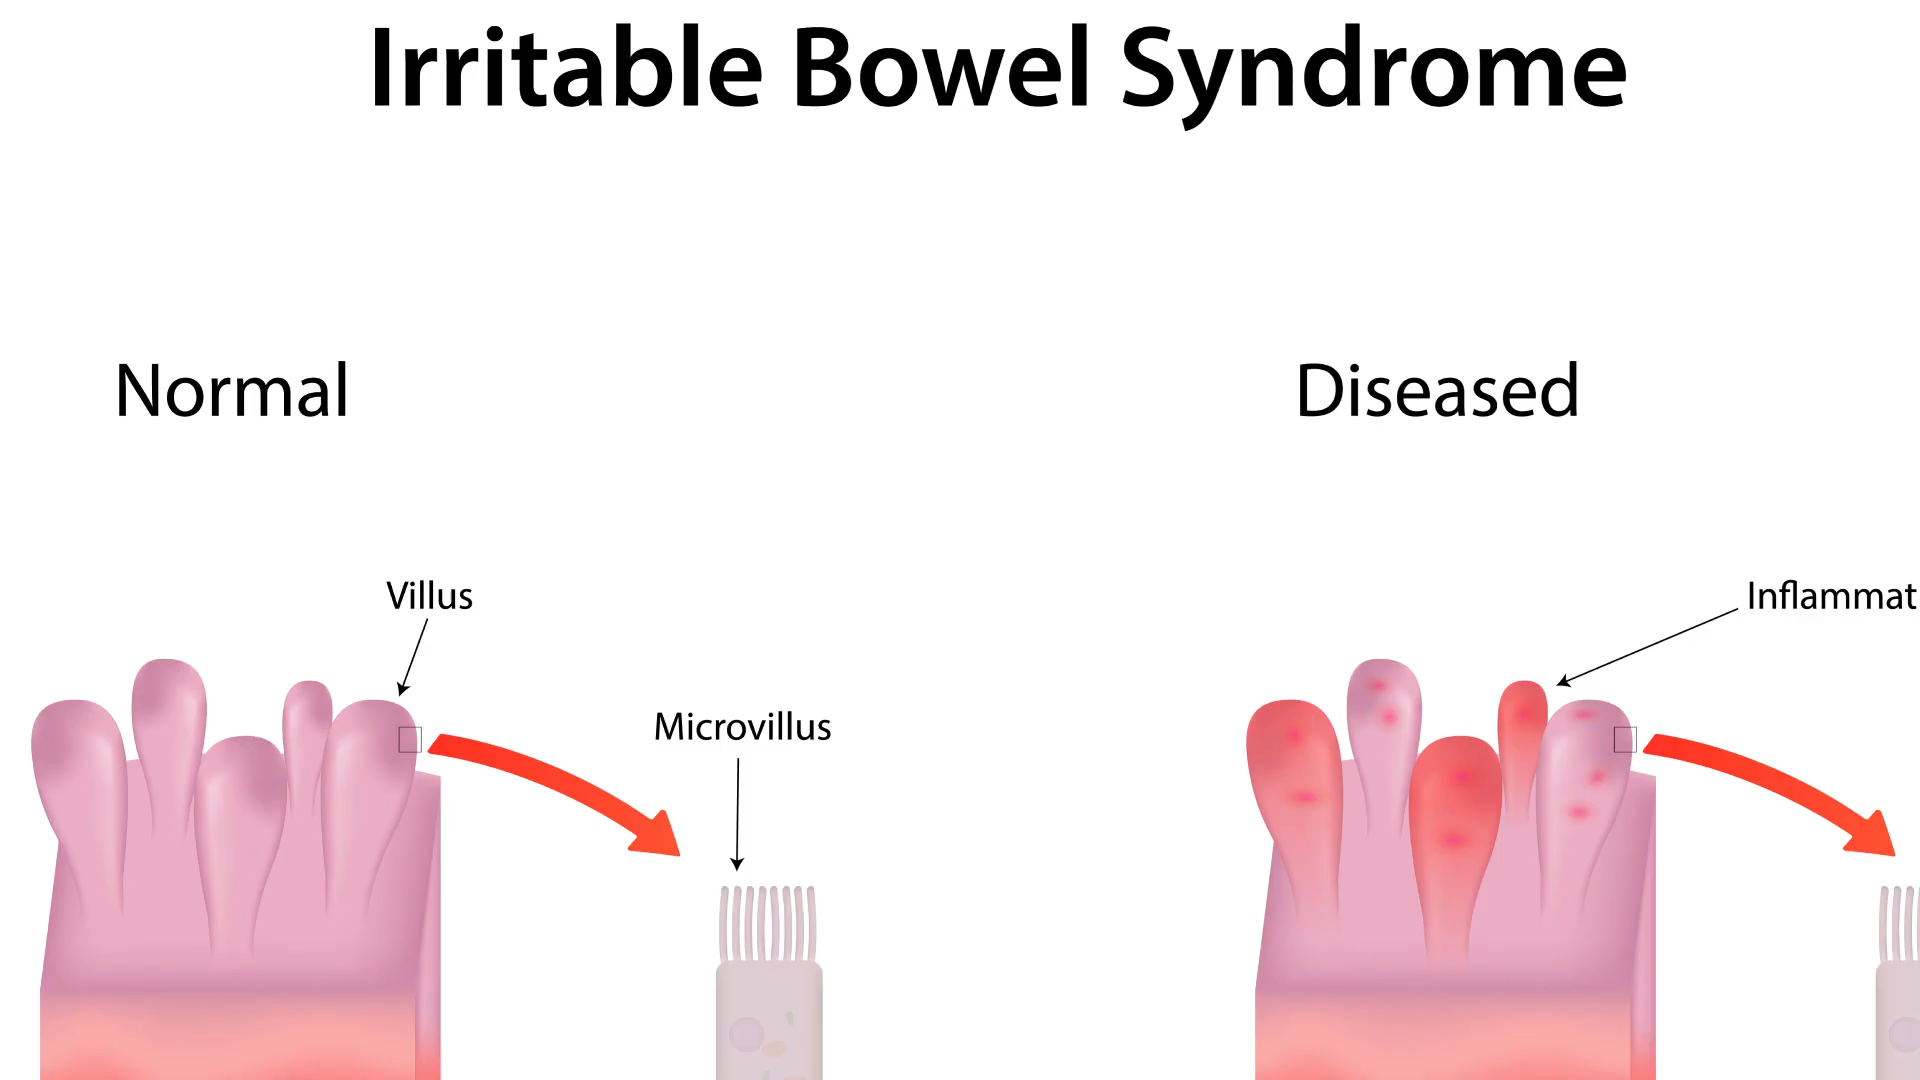 Irritable Bowel Syndrome
Normal
Diseased
Villus
Inflammat
Microvillus